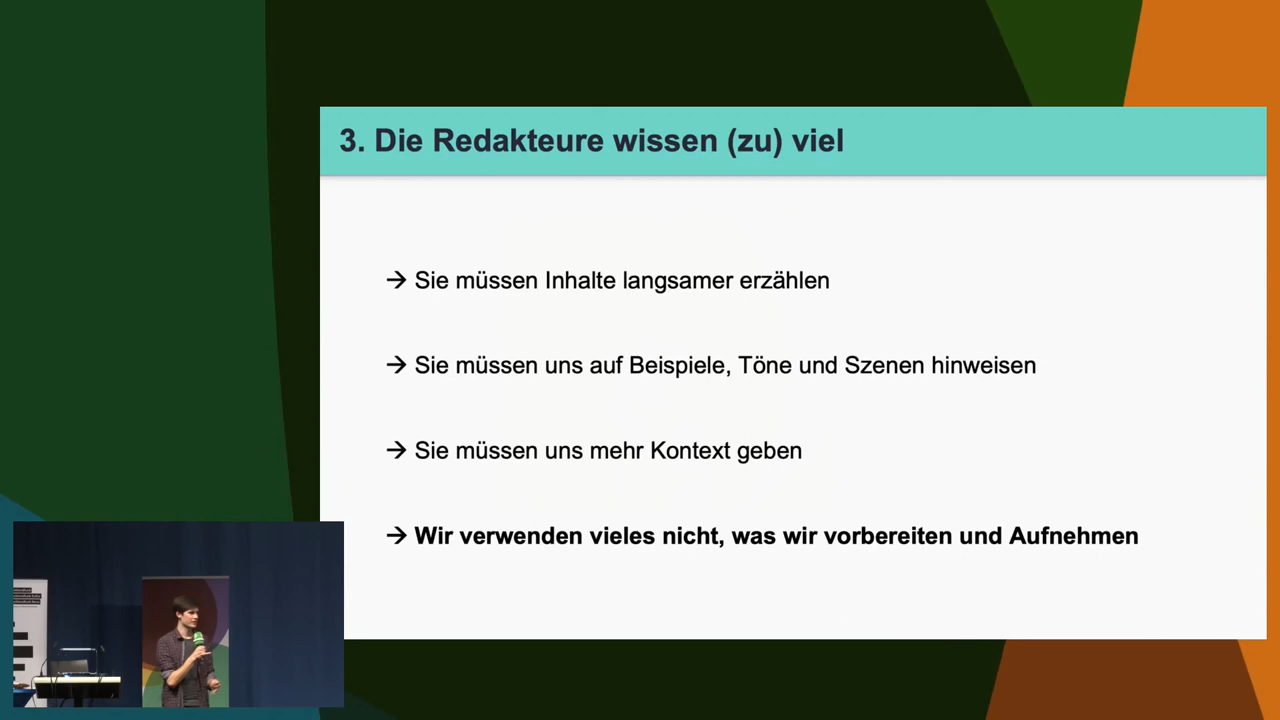 3. Die Redakteure wissen (zu) viel
→ Sie müssen Inhalte langsamer erzählen
→ Sie müssen uns auf Beispiele, Töne und Szenen hinweisen
→ Sie müssen uns mehr Kontext geben
→ Wir verwenden vieles nicht, was wir vorbereiten und Aufnehmen